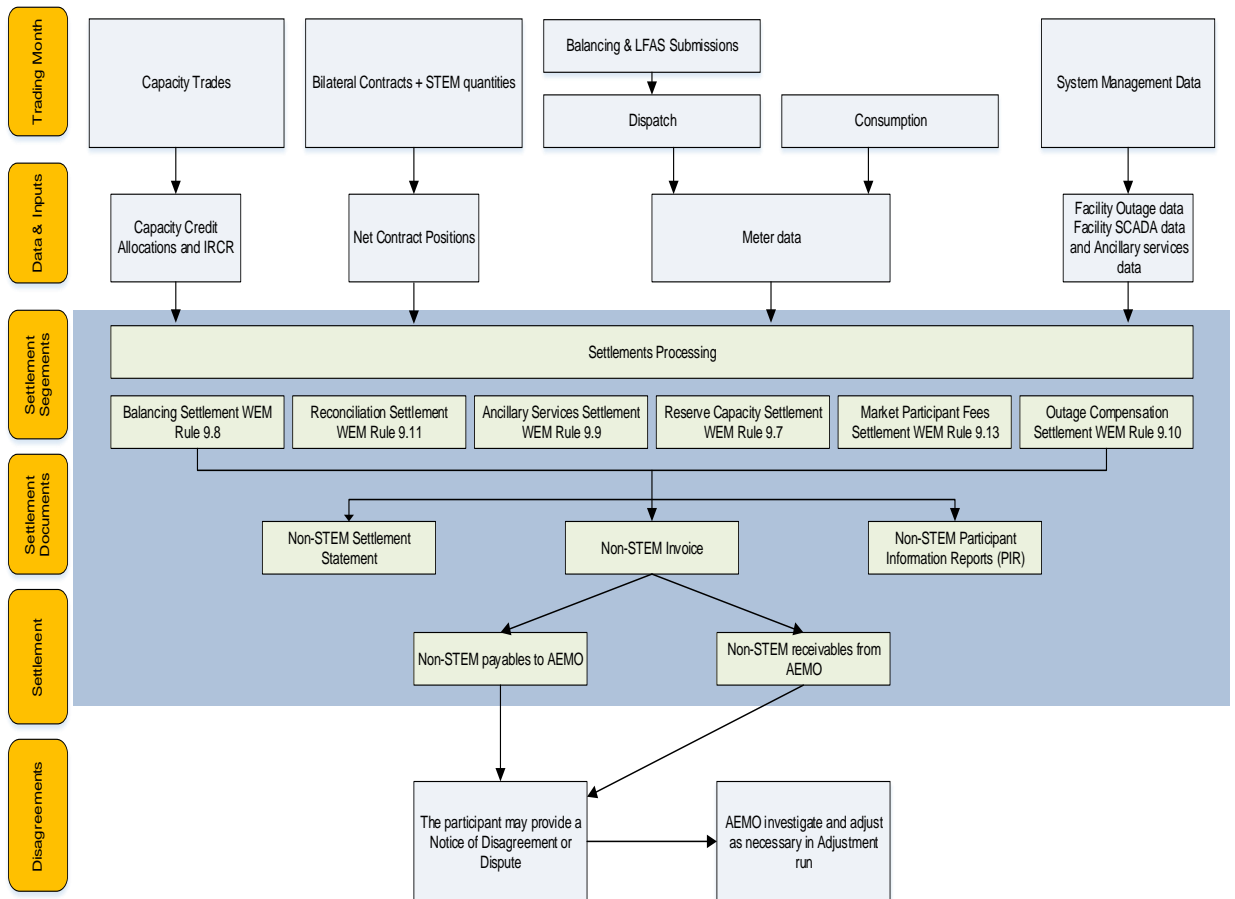 Trading Month
Capacity Trades
Bilateral Contracts + STEM quantities
Balancing & LFAS Submissions
Dispatch
Consumption
System Management Data
Data & Inputs
Capacity Credit
Allocations and IRCR
Net Contract Positions
Meter data
Facility Outage data
Facility SCADA data
and Ancillary services
data
Settlement
Segements
Settlements Processing
Balancing Settlement WEM
Rule 9.8
Reconciliation Settlement
WEM Rule 9.11
Ancillary Services Settlement
WEM Rule 9.9
Reserve Capacity Settlement
WEM Rule 9.7
Market Participant Fees
Settlement WEM Rule 9.13
Outage Compensation
Settlement WEM Rule 9.10
Settlement
Documents
Non-STEM Settlement
Statement
Non-STEM Invoice
Non-STEM Participant
Information Reports (PIR)
Settlement
Non-STEM payables to AEMO
Non-STEM receivables from
AEMO
Disagreements
The participant may provide a
Notice of Disagreement or
Dispute
AEMO investigate and adjust
as necessary in Adjustment
run